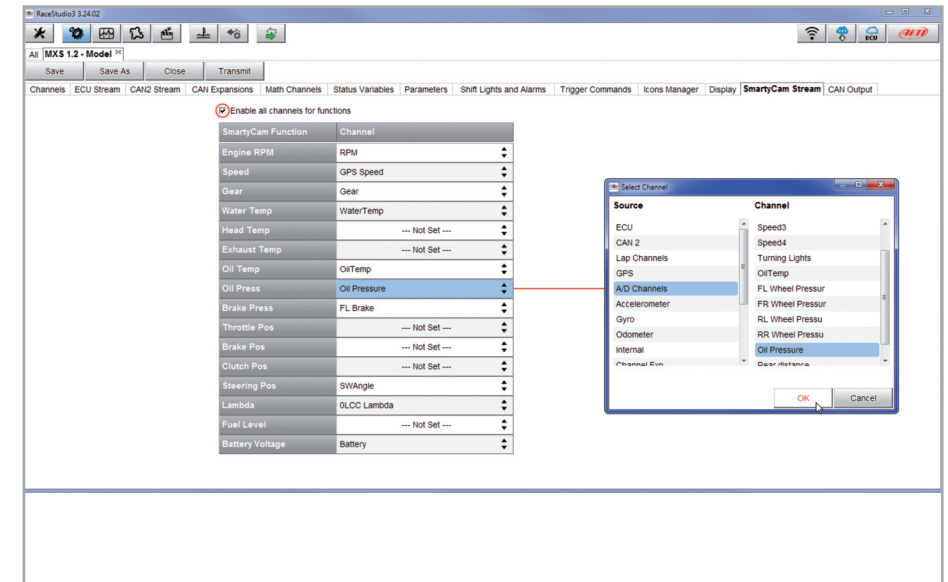 RaceStudio3 3.24.02
ECU
All MXS 1.2 - Model
Save Save As Close Transmit
Channels ECU Stream CAN2 Stream CAN Expansions Math Channels Status Variables Parameters Shift Lights and Alarms Trigger Commands Icons Manager Display SmartyCam Stream CAN Output
Enable all channels for functions
SmartyCam Function Channel
Engine RPM RPM
Speed GPS Speed
Gear Gear
Water Temp WaterTemp
Head Temp --- Not Set ---
Exhaust Temp --- Not Set ---
Oil Temp OilTemp
Oil Press Oil Pressure
Brake Press FL Brake
Throttle Pos --- Not Set ---
Brake Pos --- Not Set ---
Clutch Pos --- Not Set ---
Steering Pos SWAngle
Lambda 0LCC Lambda
Fuel Level --- Not Set ---
Battery Voltage Battery
Select Channel
Source Channel
ECU Speed3
CAN 2 Speed4
Lap Channels Turning Lights
GPS OilTemp
A/D Channels FL Wheel Pressur
Accelerometer FR Wheel Pressur
Gyro RL Wheel Pressu
Odometer RR Wheel Pressu
Internal Oil Pressure
Channel Exp Rear distance
OK Cancel